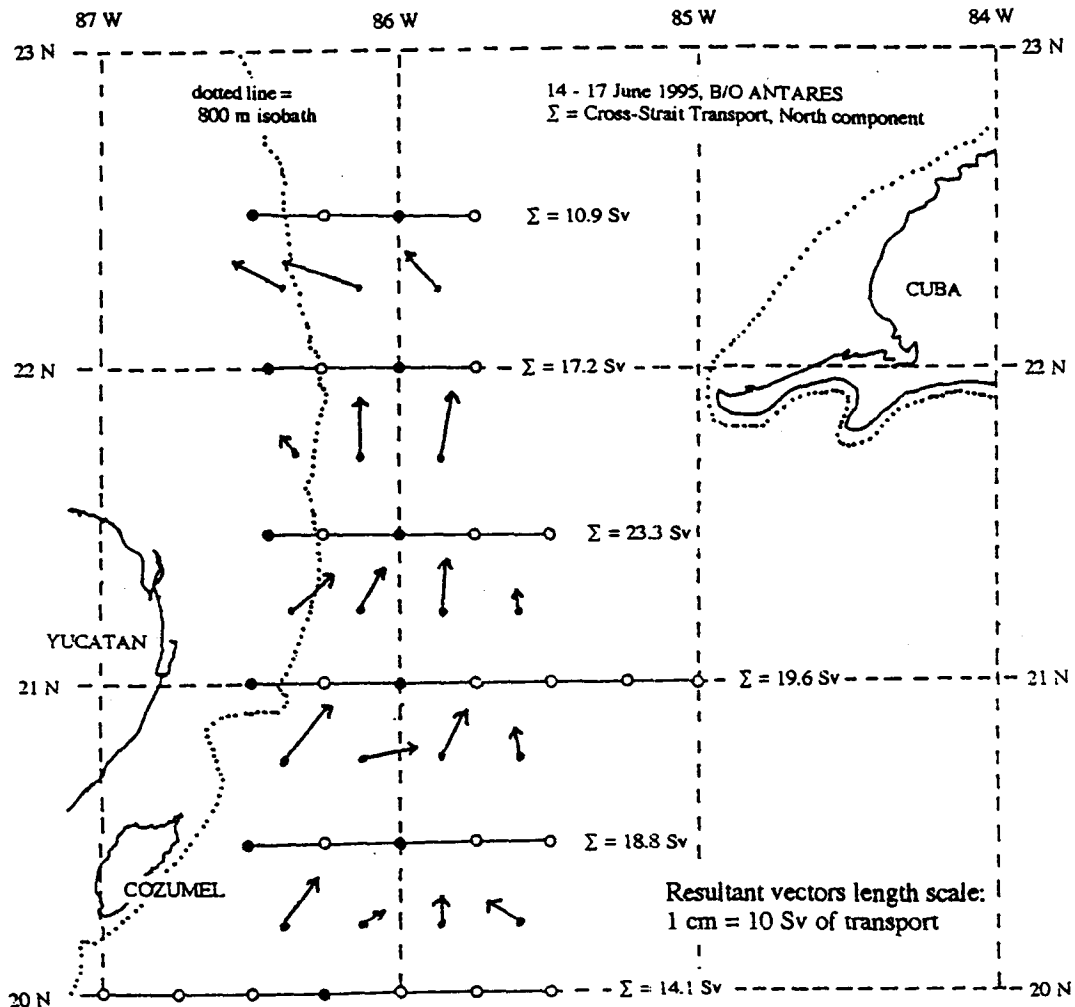 87 W 86 W 85 W 84 W
23 N 23 N
dotted line =
800 m isobath
14 - 17 June 1995, B/O ANTARES
Σ = Cross-Strait Transport, North component
Σ = 10.9 Sv
CUBA
22 N Σ = 17.2 Sv 22 N
Σ = 23.3 Sv
YUCATAN
21 N Σ = 19.6 Sv 21 N
Σ = 18.8 Sv
COZUMEL
Resultant vectors length scale:
1 cm = 10 Sv of transport
20 N Σ = 14.1 Sv 20 N